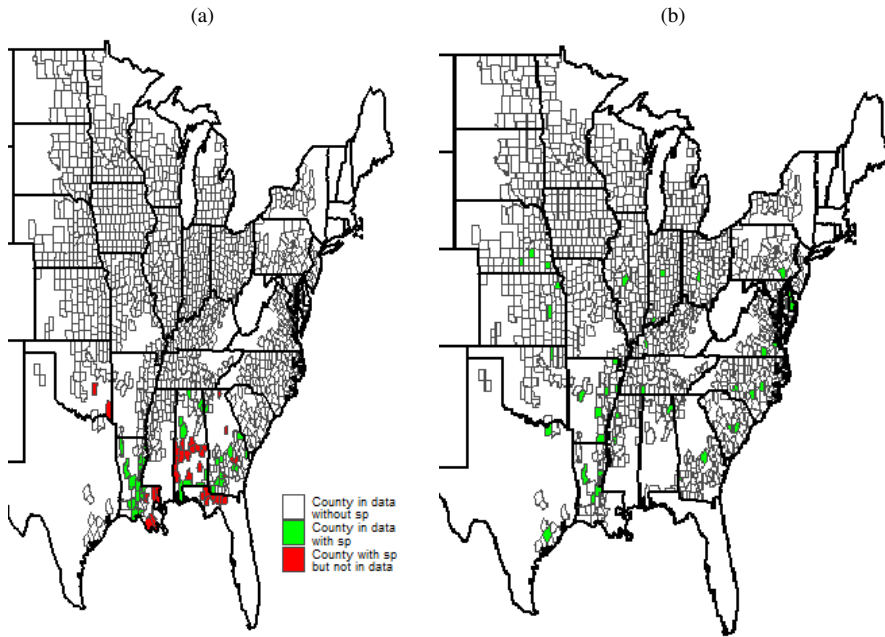 (a)
(b)
County in data
without sp
County in data
with sp
County with sp
but not in data